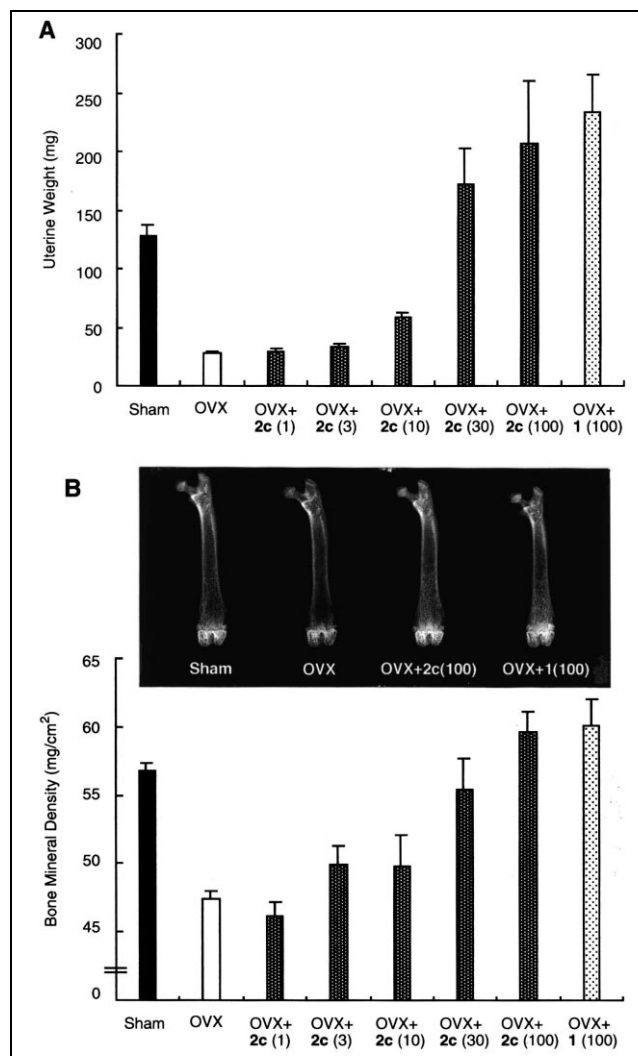 A
300
250
200
150
100
50
0
Uterine Weight (mg)
Sham OVX OVX+ 2c (1) OVX+ 2c (3) OVX+ 2c (10) OVX+ 2c (30) OVX+ 2c (100) OVX+ 1 (100)
B
Sham OVX OVX+2c(100) OVX+1(100)
65
60
55
50
45
0
Bone Mineral Density (mg/cm²)
Sham OVX OVX+ 2c (1) OVX+ 2c (3) OVX+ 2c (10) OVX+ 2c (30) OVX+ 2c (100) OVX+ 1 (100)